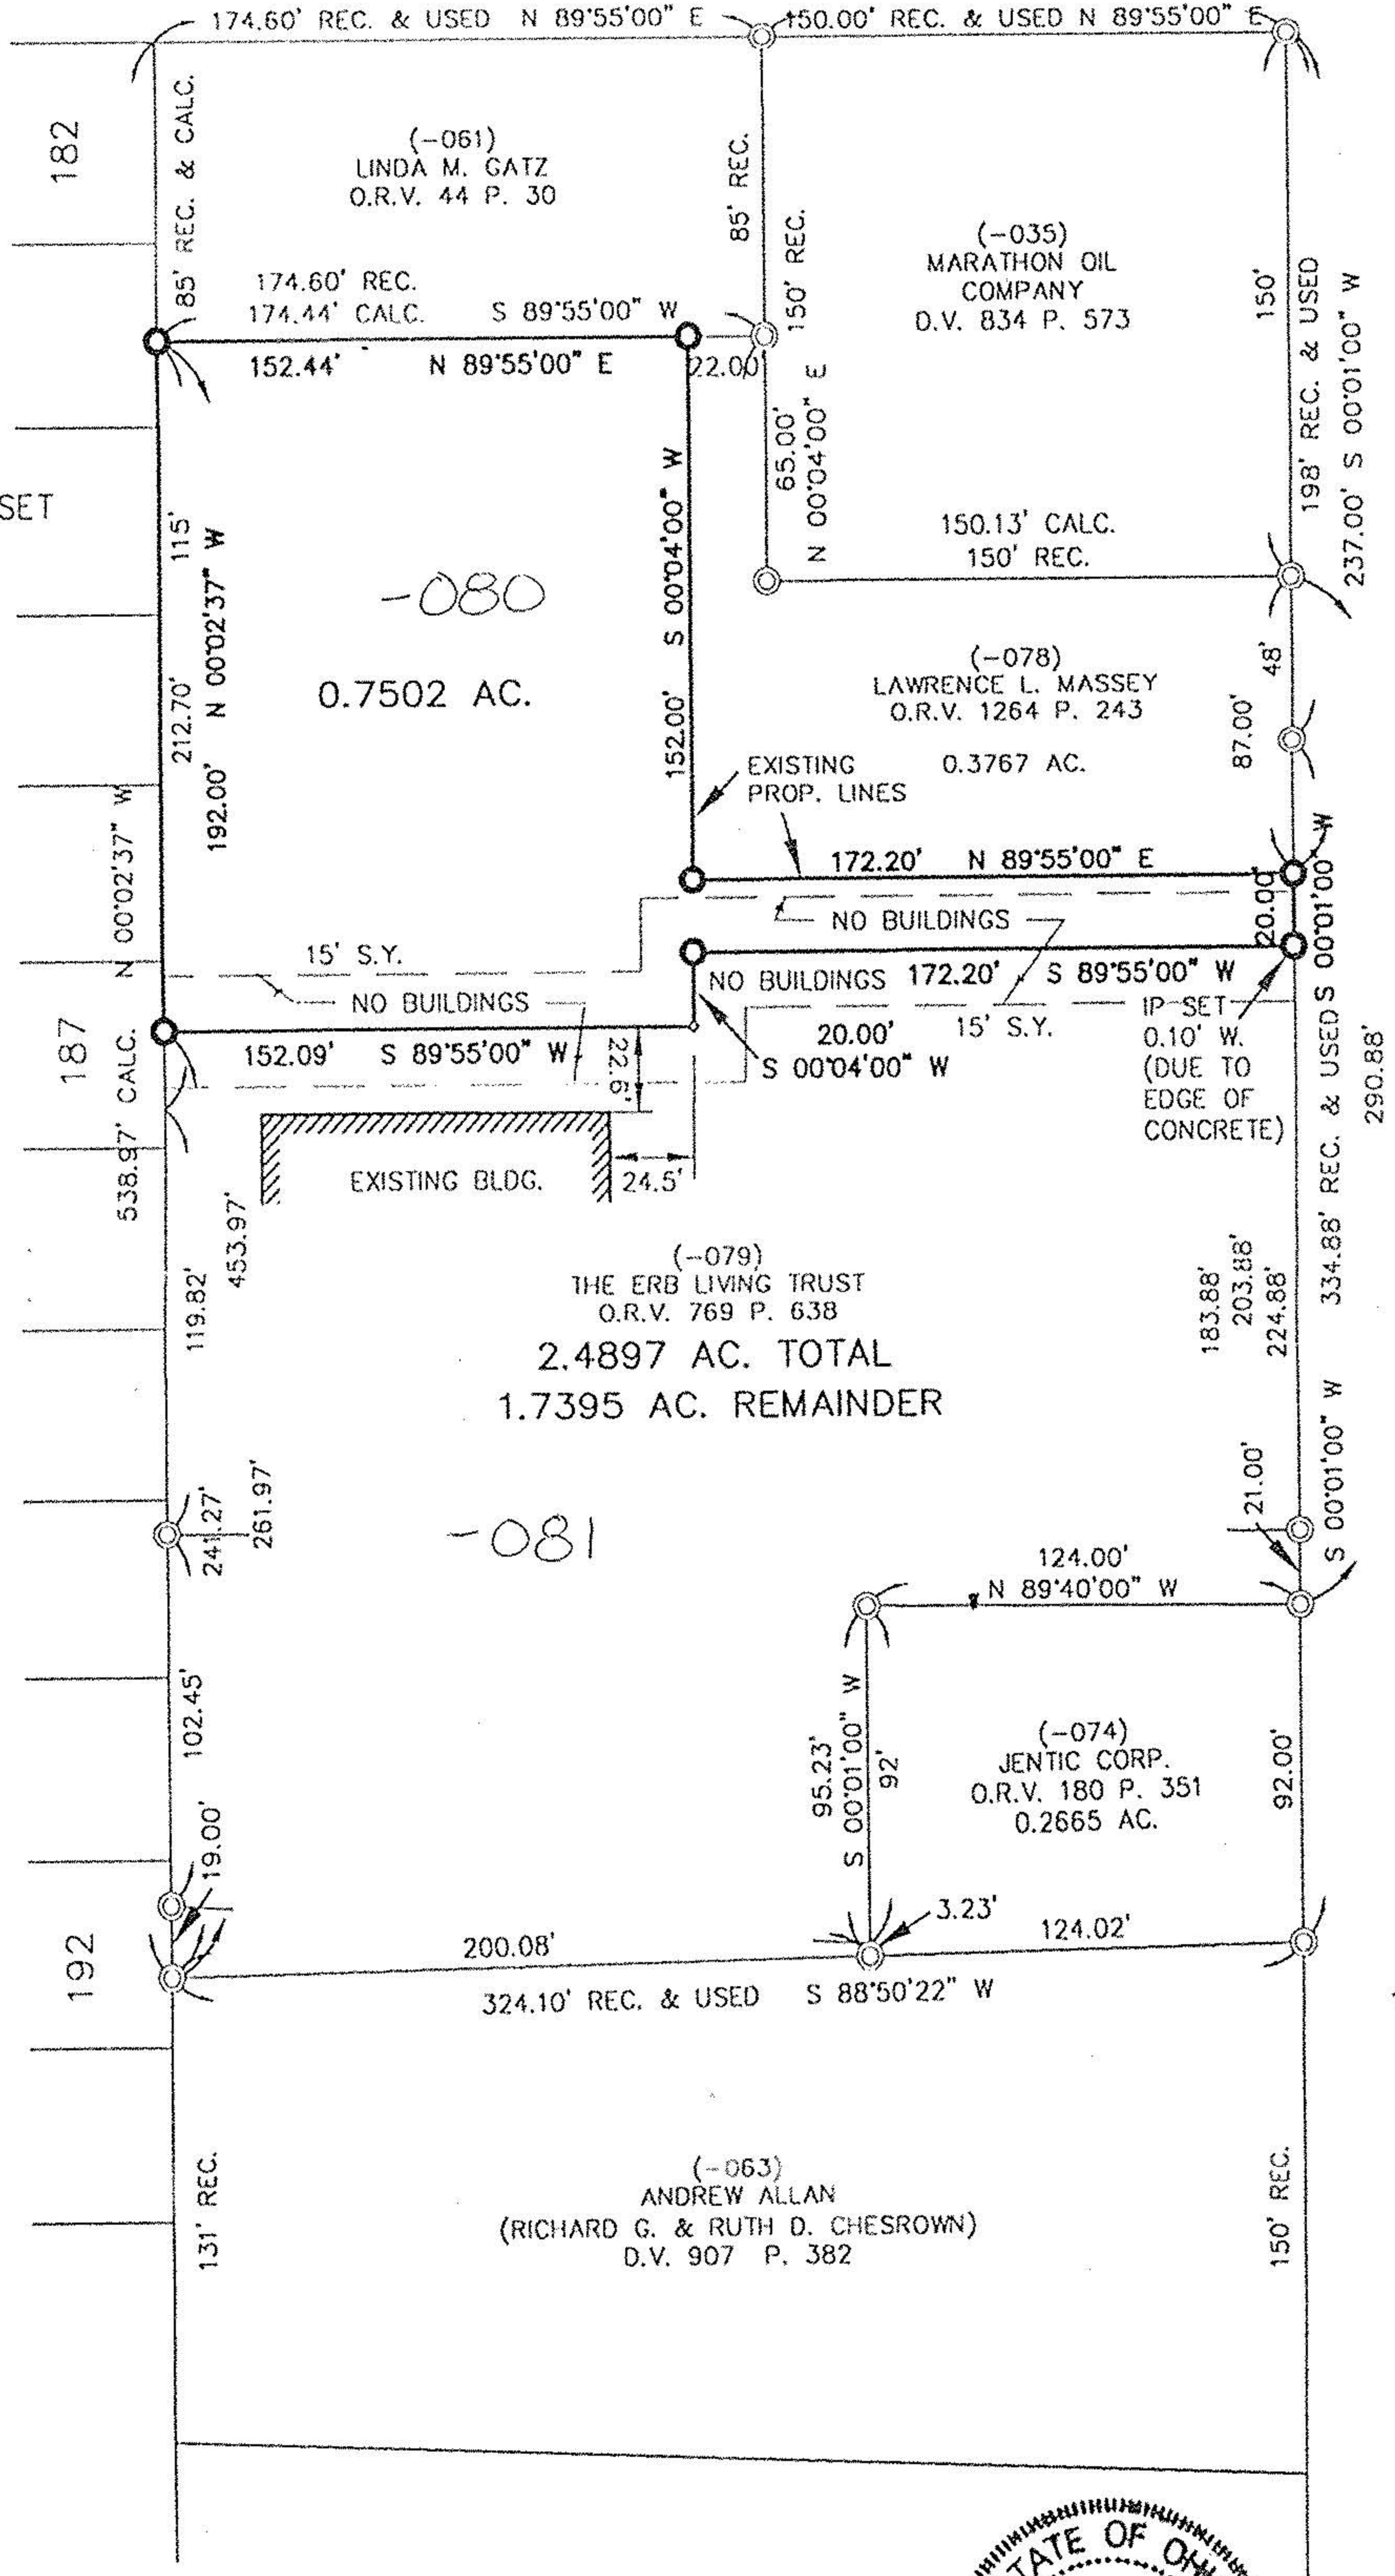 174.60' REC. & USED N 89°55'00" E
150.00' REC. & USED N 89°55'00" E
182
85' REC. & CALC.
(-061)
LINDA M. GATZ
O.R.V. 44 P. 30
85' REC.
150' REC.
(-035)
MARATHON OIL
COMPANY
D.V. 834 P. 573
150'
198' REC. & USED
237.00' S 00°01'00" W
174.60' REC.
174.44' CALC. S 89°55'00" W
152.44' N 89°55'00" E
22.00'
65.00'
N 00°04'00" E
SET
115'
212.70'
192.00' N 00°02'37" W
-080
0.7502 AC.
152.00' S 00°04'00" W
150.13' CALC.
150' REC.
(-078)
LAWRENCE L. MASSEY
O.R.V. 1264 P. 243
0.3767 AC.
48'
87.00'
EXISTING
PROP. LINES
172.20' N 89°55'00" E
20.00'
S 00°01'00" W
NO BUILDINGS
15' S.Y.
NO BUILDINGS
NO BUILDINGS
172.20' S 89°55'00" W
15' S.Y.
20.00'
S 00°04'00" W
IP SET
0.10' W.
(DUE TO
EDGE OF
CONCRETE)
187
538.97' CALC. N 00°02'37" W
152.09' S 89°55'00" W
22.6'
EXISTING BLDG.
24.5'
290.88'
334.88' REC. & USED
453.97'
119.82'
(-079)
THE ERB LIVING TRUST
O.R.V. 769 P. 638
2.4897 AC. TOTAL
1.7395 AC. REMAINDER
183.88'
203.88'
224.88'
S 00°01'00" W
21.00'
241.27'
261.97'
-081
124.00'
N 89°40'00" W
102.45'
95.23'
S 00°01'00" W
92'
(-074)
JENTIC CORP.
O.R.V. 180 P. 351
0.2665 AC.
92.00'
19.00'
3.23'
192
200.08'
124.02'
324.10' REC. & USED S 88°50'22" W
131' REC.
(-063)
ANDREW ALLAN
(RICHARD G. & RUTH D. CHESROWN)
D.V. 907 P. 382
150' REC.
OF